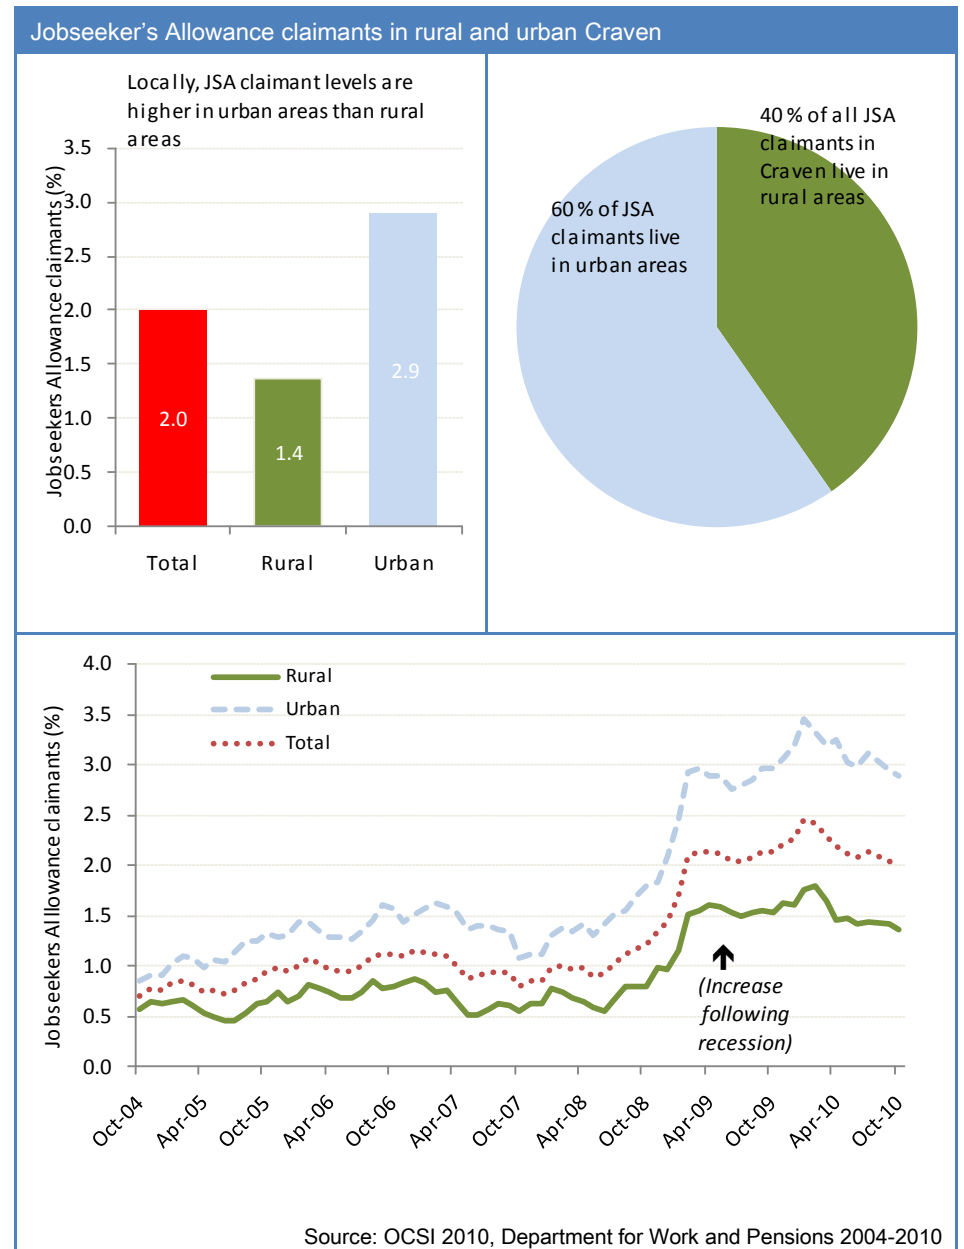 Jobseeker's Allowance claimants in rural and urban Craven
Locally, JSA claimant levels are
higher in urban areas than rural
areas
Jobseekers Allowance claimants (%)
3.5
3.0
2.5
2.0
1.5
1.0
0.5
0.0
2.0
1.4
2.9
Total
Rural
Urban
40 % of all JSA
claimants in
Craven live in
rural areas
60 % of JSA
claimants live
in urban areas
Jobseekers Allowance claimants (%)
4.0
3.5
3.0
2.5
2.0
1.5
1.0
0.5
0.0
Rural
Urban
Total
(Increase
following
recession)
Oct-04
Apr-05
Oct-05
Apr-06
Oct-06
Apr-07
Oct-07
Apr-08
Oct-08
Apr-09
Oct-09
Apr-10
Oct-10
Source: OCSI 2010, Department for Work and Pensions 2004-2010